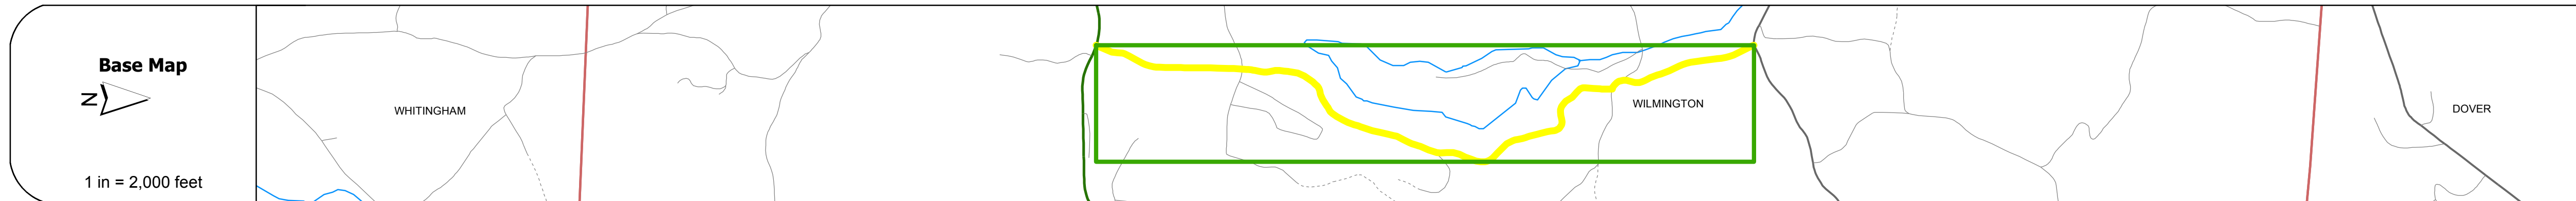 Base Map
N
1 in = 2,000 feet
WHITINGHAM
WILMINGTON
DOVER